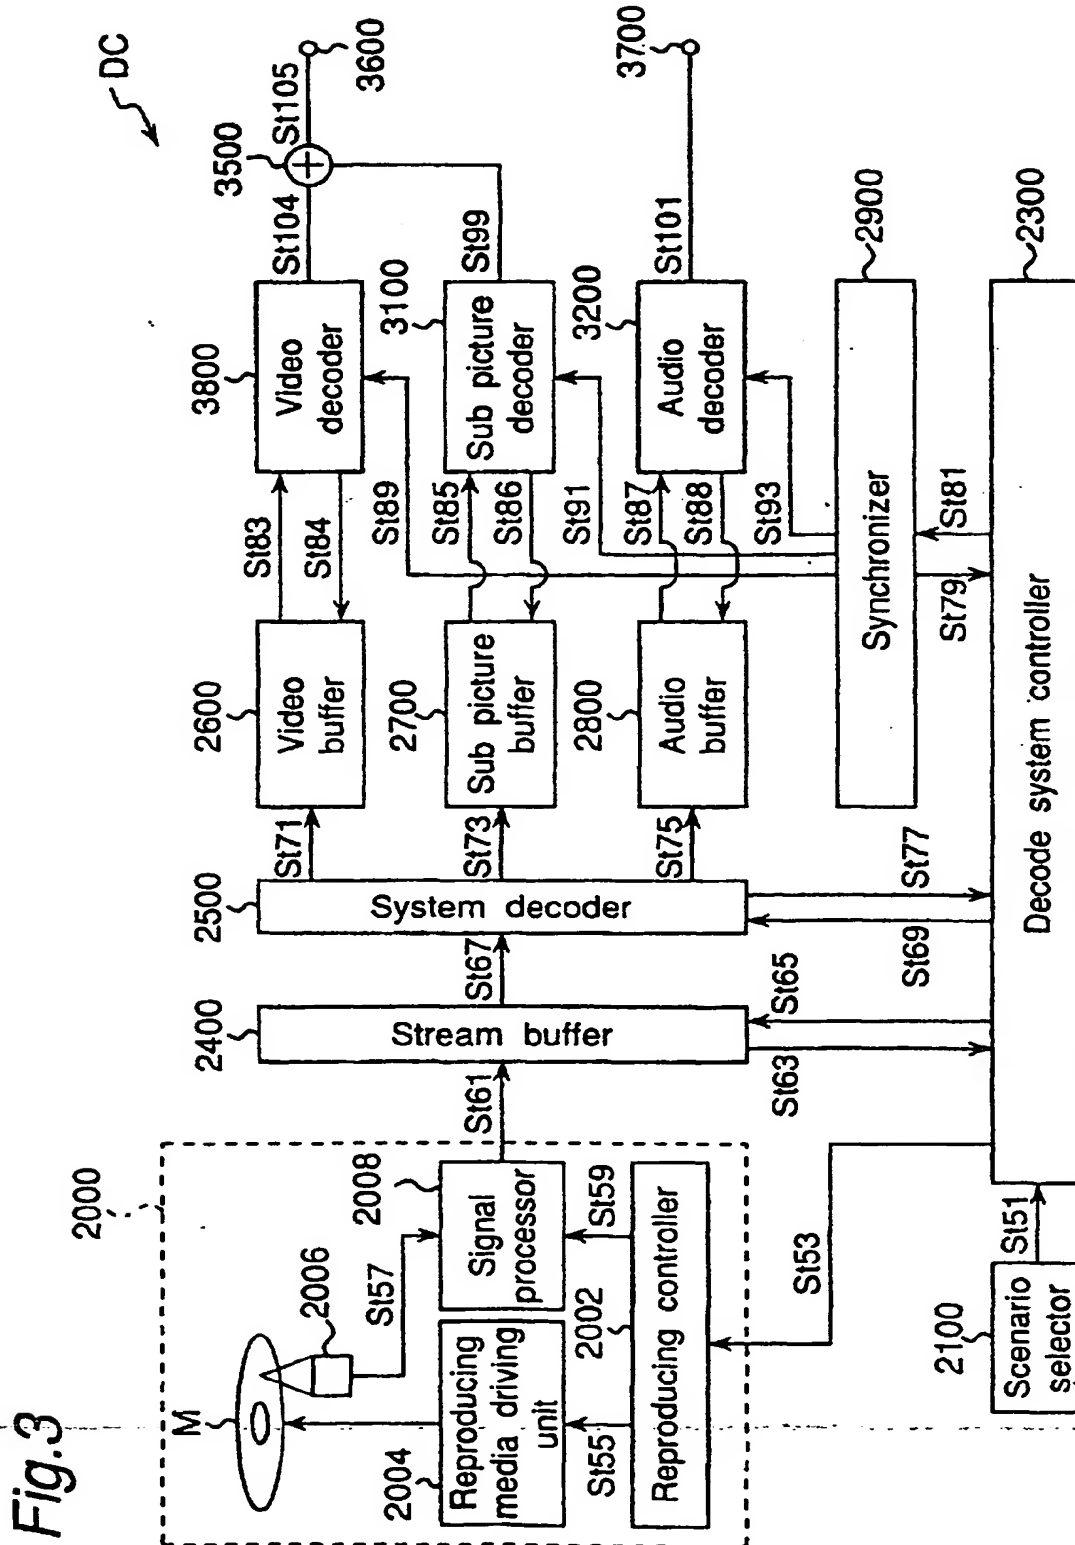 Fig.3
DC
2000
M
2006
St57
2004
Reproducing
media driving
unit
2008
Signal
processor
St55
2002
St59
Reproducing controller
St53
St61
2400
Stream buffer
St63
St65
St67
2500
System decoder
St69
St77
St71
St73
St75
2600
Video
buffer
2700
Sub picture
buffer
2800
Audio
buffer
St83
St84
St89
St85
St86
St91
St87
St88
St93
3800
Video
decoder
3100
Sub picture
decoder
3200
Audio
decoder
St104
3500
St105
3600
St99
St101
3700
2900
Synchronizer
St79
St81
2300
Decode system controller
2100
Scenario
selector
St51